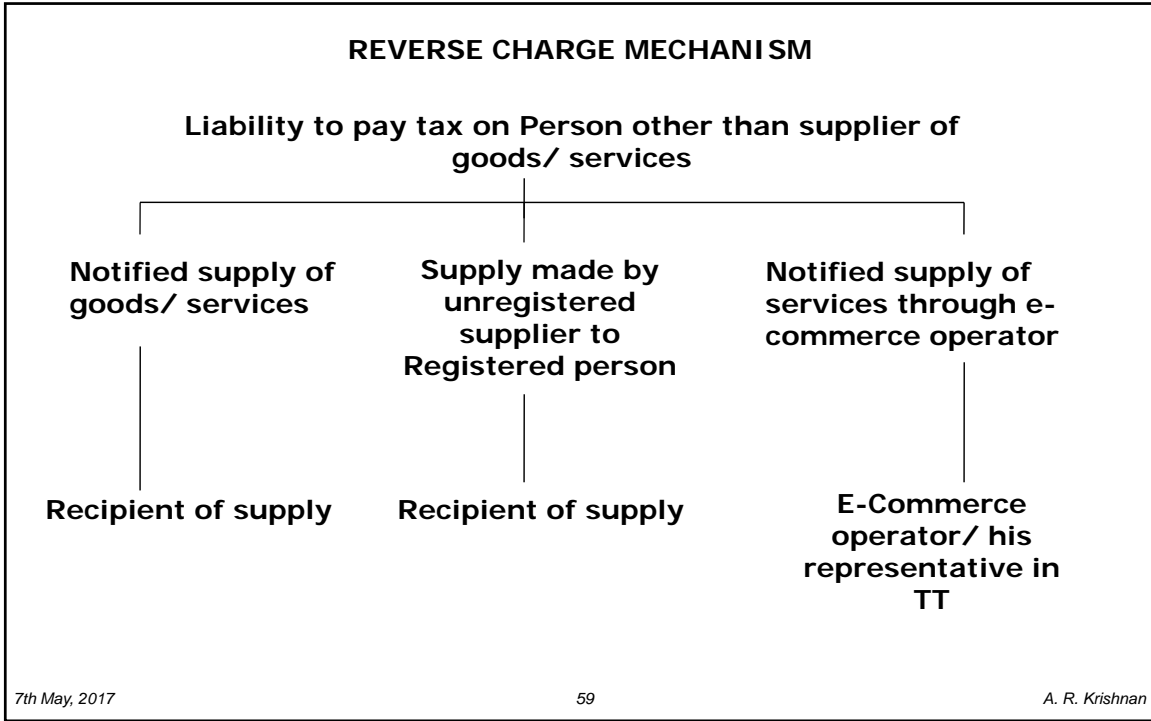 REVERSE CHARGE MECHANISM
Liability to pay tax on Person other than supplier of
goods/ services
Notified supply of
goods/ services
Supply made by
unregistered
supplier to
Registered person
Notified supply of
services through e-
commerce operator
Recipient of supply
Recipient of supply
E-Commerce
operator/ his
representative in
TT
7th May, 2017
59
A. R. Krishnan